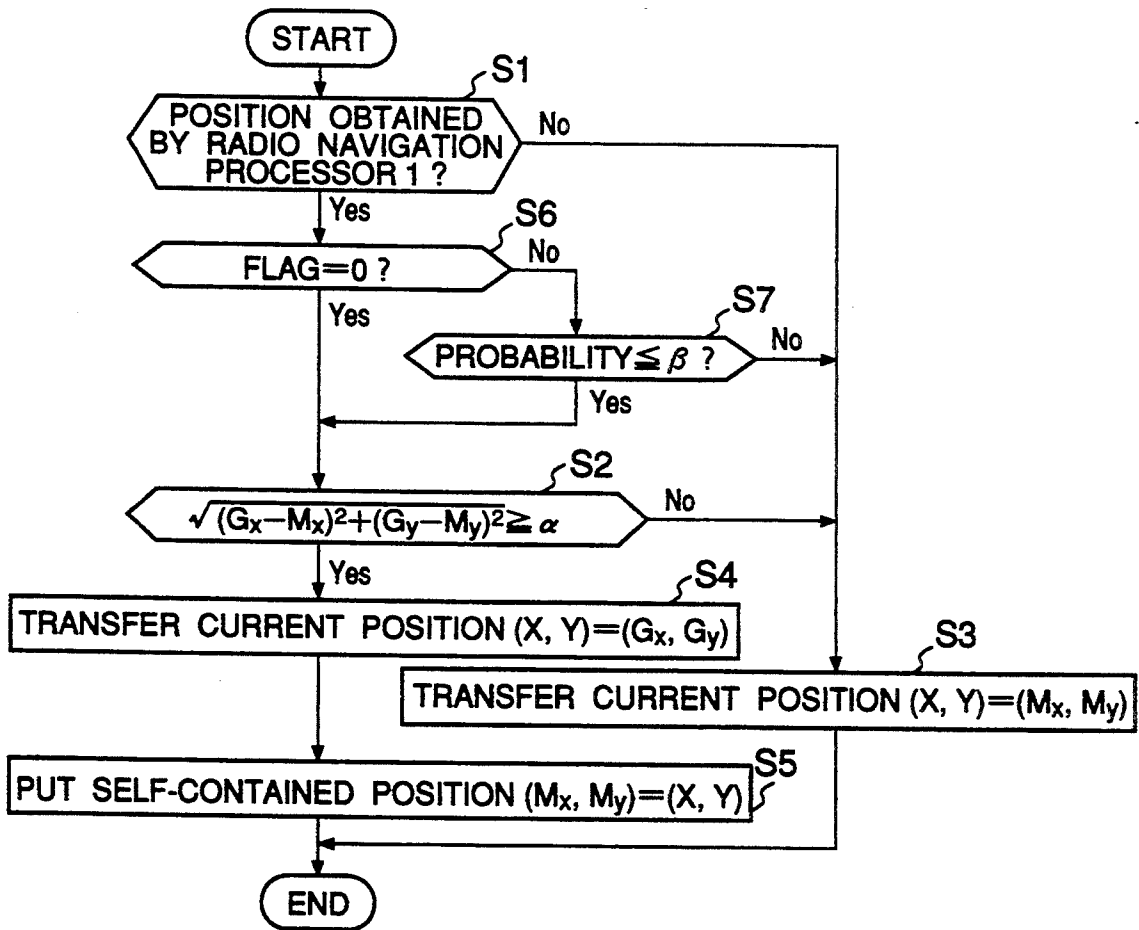 START
S1
POSITION OBTAINED
BY RADIO NAVIGATION
PROCESSOR 1 ?
No
Yes
S6
FLAG=0 ?
No
Yes
S7
PROBABILITY≦ β ?
No
Yes
S2
√(Gx−Mx)²+(Gy−My)²≧ α
No
Yes
S4
TRANSFER CURRENT POSITION (X, Y)=(Gx, Gy)
S3
TRANSFER CURRENT POSITION (X, Y)=(Mx, My)
S5
PUT SELF-CONTAINED POSITION (Mx, My)=(X, Y)
END